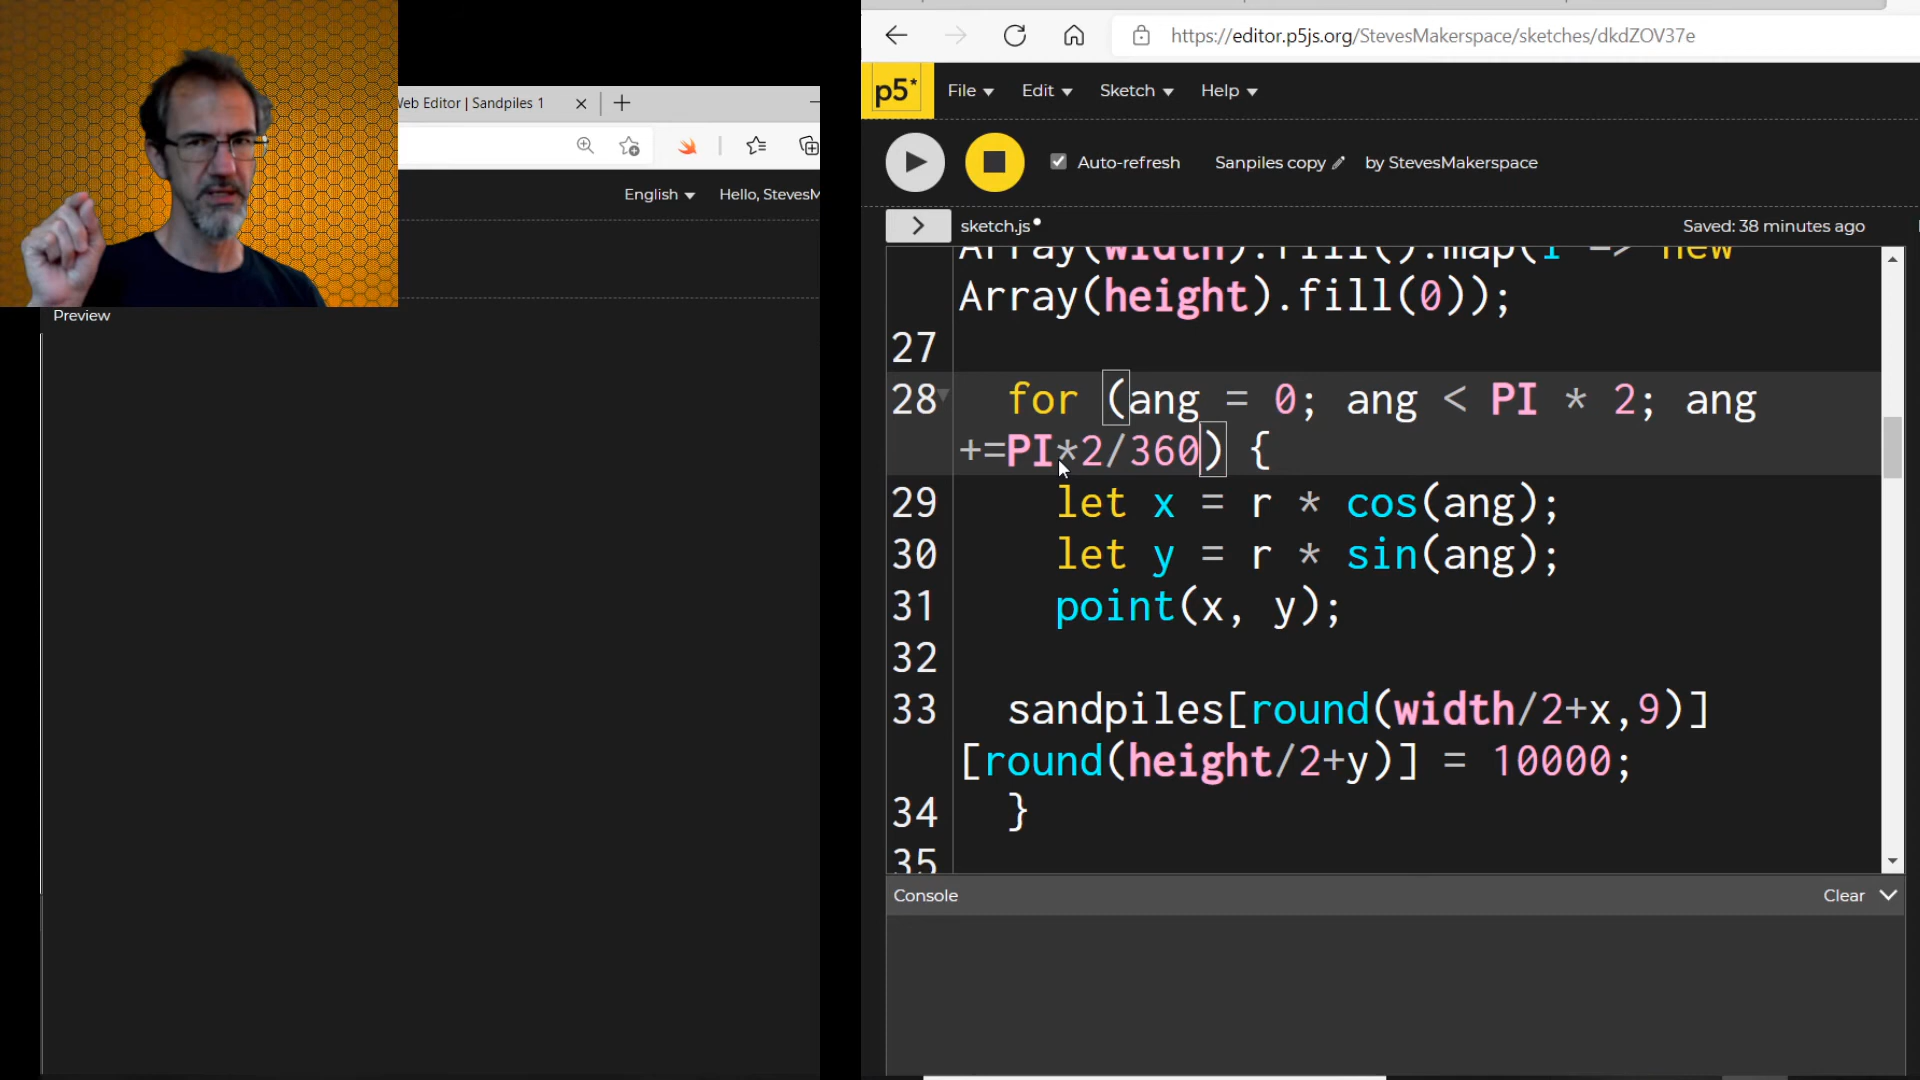 Web Editor | Sandpiles 1
English
Hello, StevesM
Preview
https://editor.p5js.org/StevesMakerspace/sketches/dkdZOV37e
p5*
File
Edit
Sketch
Help
Auto-refresh
Sanpiles copy
by StevesMakerspace
sketch.js
Saved: 38 minutes ago
Array(width).fill().map(i => new
Array(height).fill(0));
27
28 for (ang = 0; ang < PI * 2; ang
+=PI*2/360) {
29 let x = r * cos(ang);
30 let y = r * sin(ang);
31 point(x, y);
32
33 sandpiles[round(width/2+x,9)]
[round(height/2+y)] = 10000;
34 }
35
Console
Clear